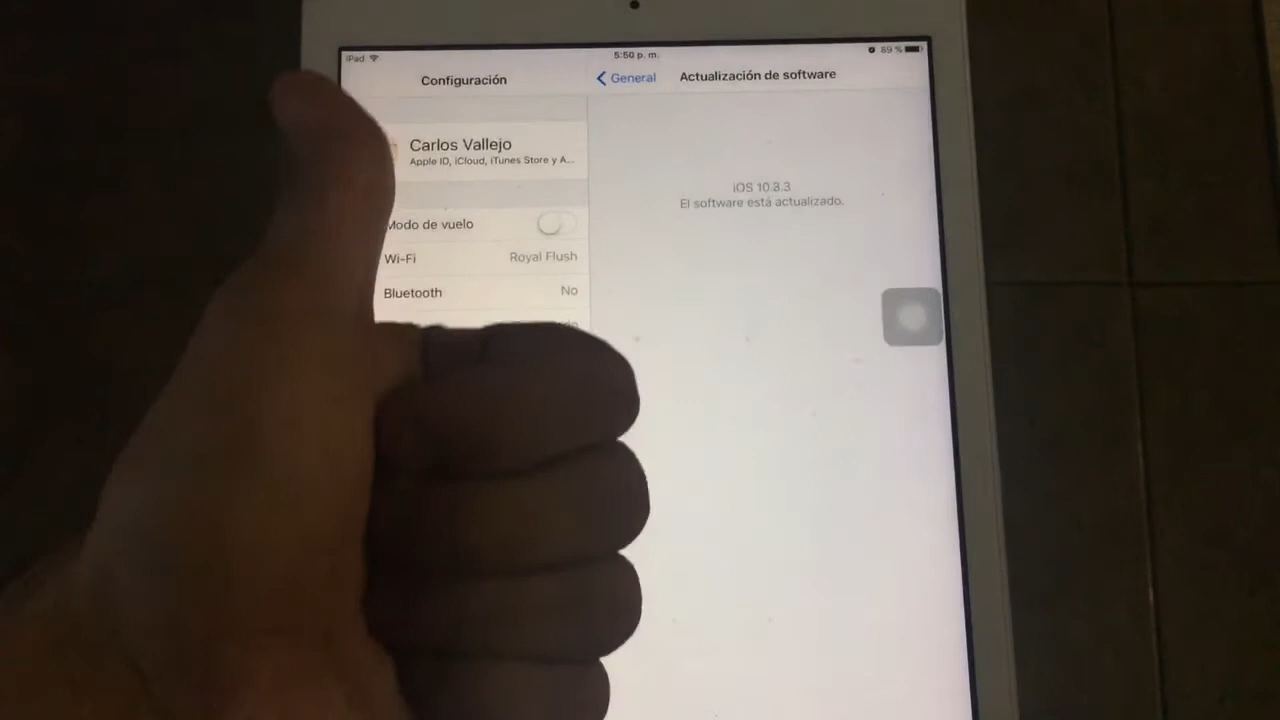 iPad
5:50 p. m.
89 %
Configuración
General
Actualización de software
Carlos Vallejo
Apple ID, iCloud, iTunes Store y A...
iOS 10.3.3
El software está actualizado.
Modo de vuelo
Wi-Fi
Royal Flush
Bluetooth
No